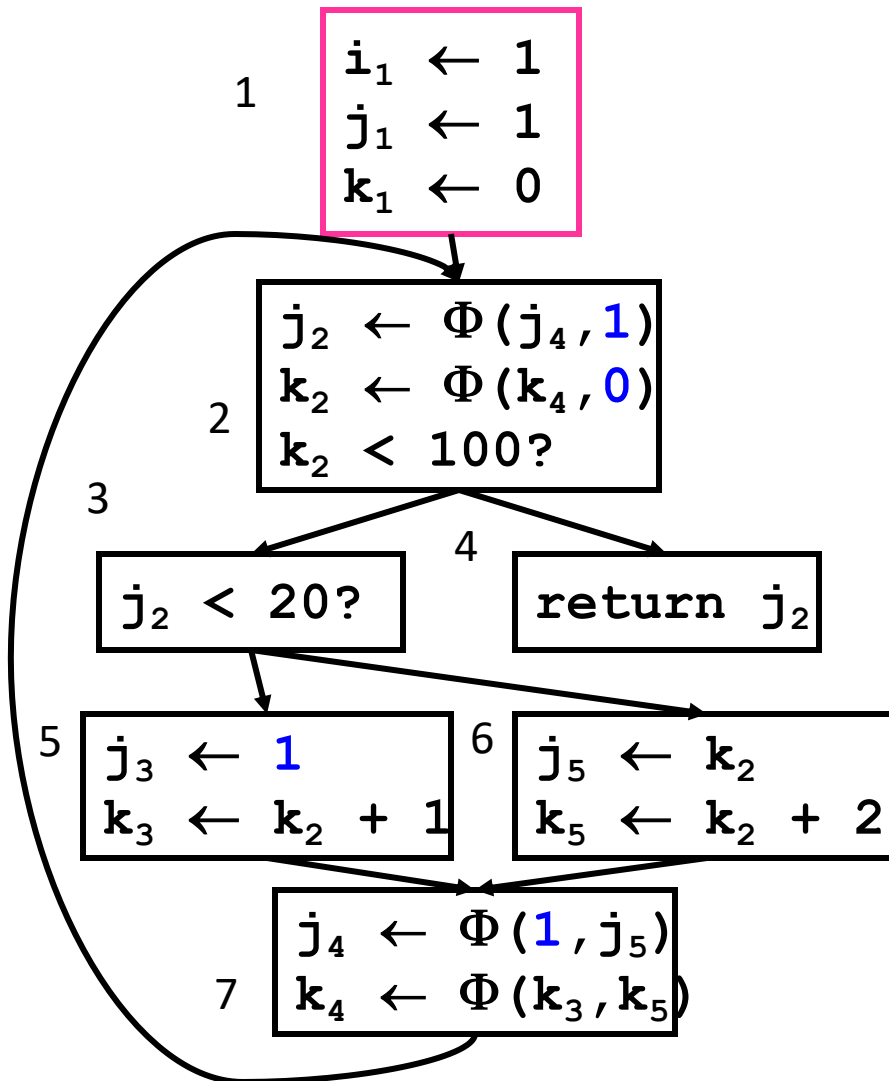 1
i₁ ← 1
j₁ ← 1
k₁ ← 0
2
j₂ ← Φ(j₄,1)
k₂ ← Φ(k₄,0)
k₂ < 100?
3
j₂ < 20?
4
return j₂
5
j₃ ← 1
k₃ ← k₂ + 1
6
j₅ ← k₂
k₅ ← k₂ + 2
7
j₄ ← Φ(1,j₅)
k₄ ← Φ(k₃,k₅)